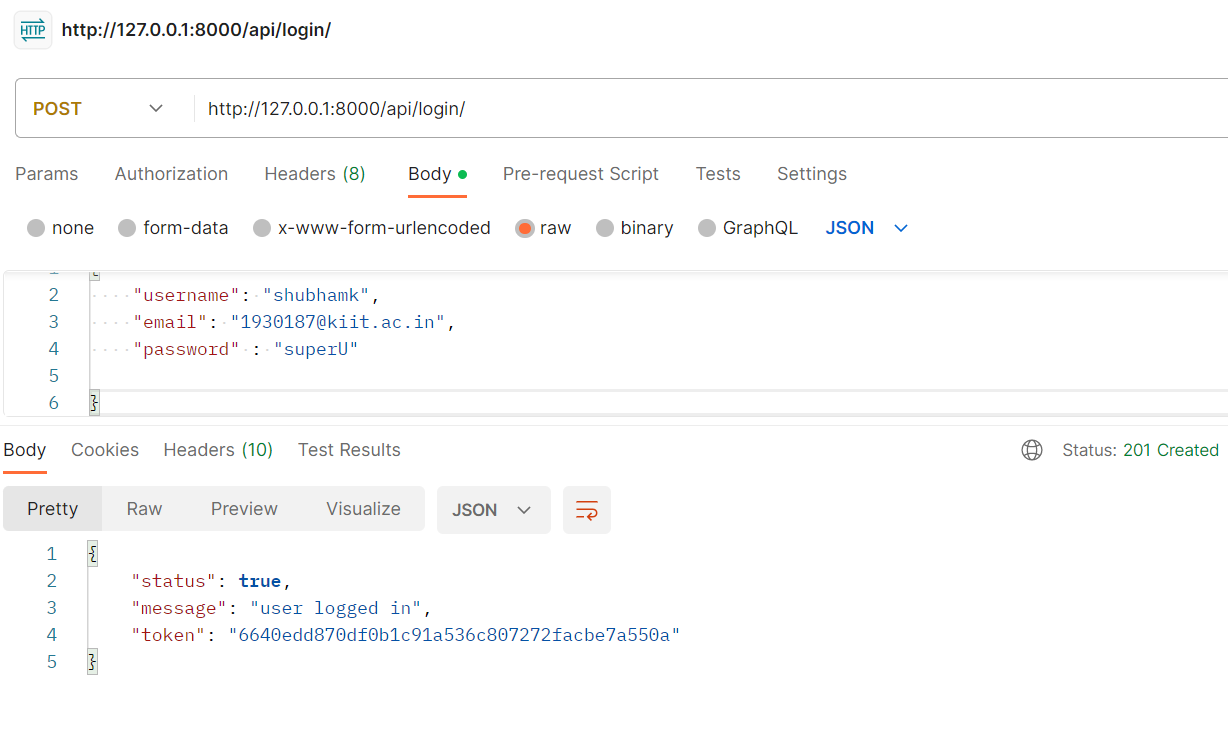 HTTP http://127.0.0.1:8000/api/login/
POST http://127.0.0.1:8000/api/login/
Params Authorization Headers (8) Body Pre-request Script Tests Settings
none form-data x-www-form-urlencoded raw binary GraphQL JSON
2 "username": "shubhamk",
3 "email": "1930187@kiit.ac.in",
4 "password" : "superU"
5
6 }
Body Cookies Headers (10) Test Results Status: 201 Created
Pretty Raw Preview Visualize JSON
1 {
2 "status": true,
3 "message": "user logged in",
4 "token": "6640edd870df0b1c91a536c807272facbe7a550a"
5 }